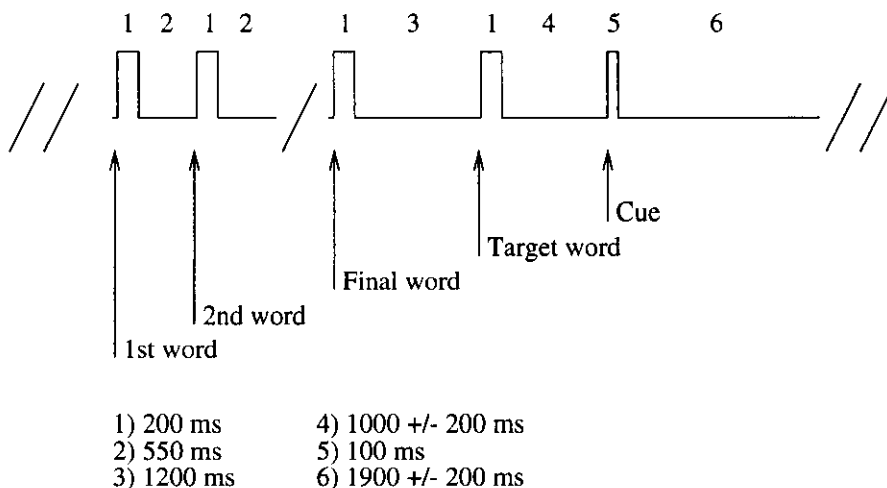 1 2 1 2 1 3 1 4 5 6
Cue
Target word
Final word
2nd word
1st word
1) 200 ms 4) 1000 +/- 200 ms
2) 550 ms 5) 100 ms
3) 1200 ms 6) 1900 +/- 200 ms